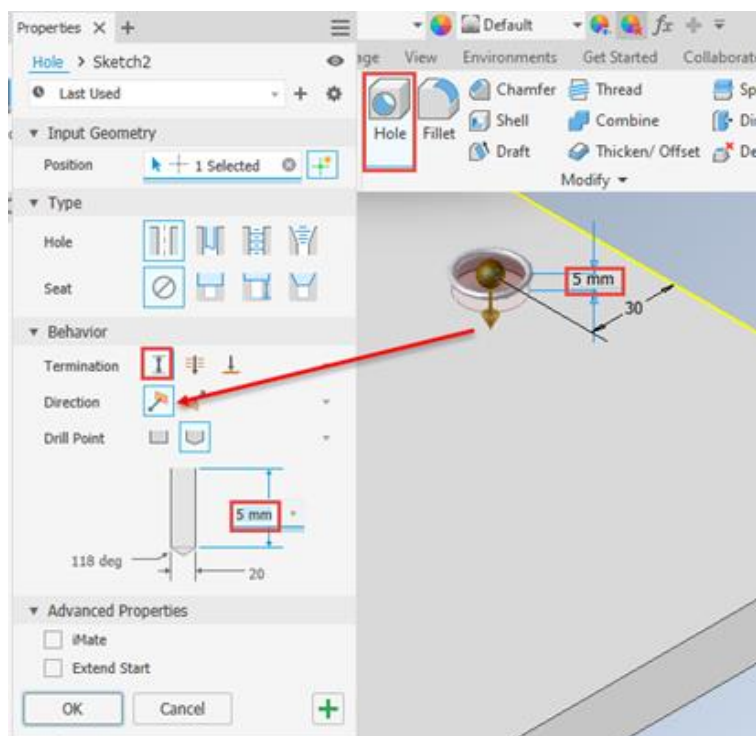 Properties
Default
fx
Hole > Sketch2
View Environments Get Started Collaborat
Last Used
Hole
Fillet
Chamfer
Thread
Shell
Combine
Draft
Thicken/ Offset
Modify
Input Geometry
Position
1 Selected
Type
Hole
Seat
Behavior
Termination
Direction
Drill Point
5 mm
118 deg
20
Advanced Properties
iMate
Extend Start
OK
Cancel
5 mm
30